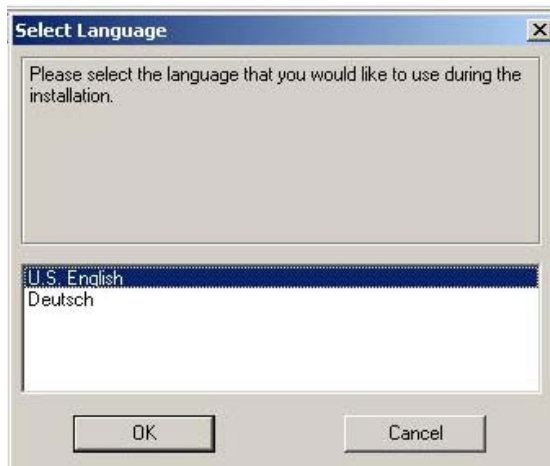 Select Language
Please select the language that you would like to use during the
installation.
U.S. English
Deutsch
OK
Cancel